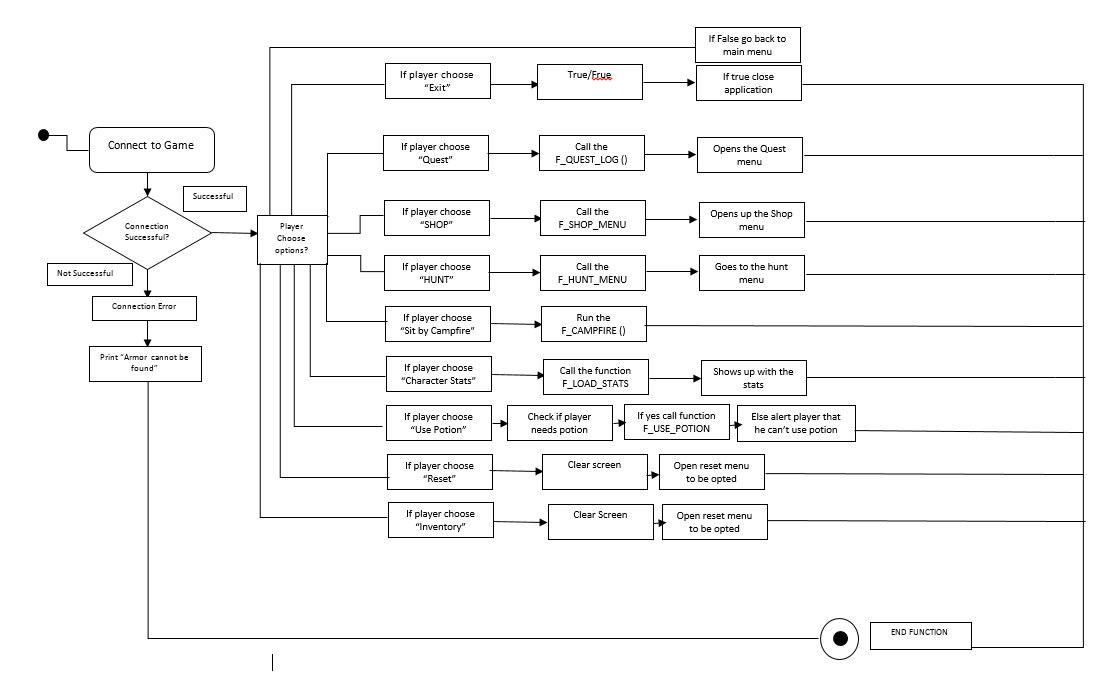 If False go back to
main menu
If player choose
"Exit"
True/Frue
If true close
application
Connect to Game
If player choose
"Quest"
Call the
F_QUEST_LOG ()
Opens the Quest
menu
Successful
Connection
Successful?
Player
Choose
options?
If player choose
"SHOP"
Call the
F_SHOP_MENU
Opens up the Shop
menu
Not Successful
If player choose
"HUNT"
Call the
F_HUNT_MENU
Goes to the hunt
menu
Connection Error
If player choose
"Sit by Campfire"
Run the
F_CAMPFIRE ()
Print "Armor cannot be
found"
If player choose
"Character Stats"
Call the function
F_LOAD_STATS
Shows up with the
stats
If player choose
"Use Potion"
Check if player
needs potion
If yes call function
F_USE_POTION
Else alert player that
he can't use potion
If player choose
"Reset"
Clear screen
Open reset menu
to be opted
If player choose
"Inventory"
Clear Screen
Open reset menu
to be opted
END FUNCTION